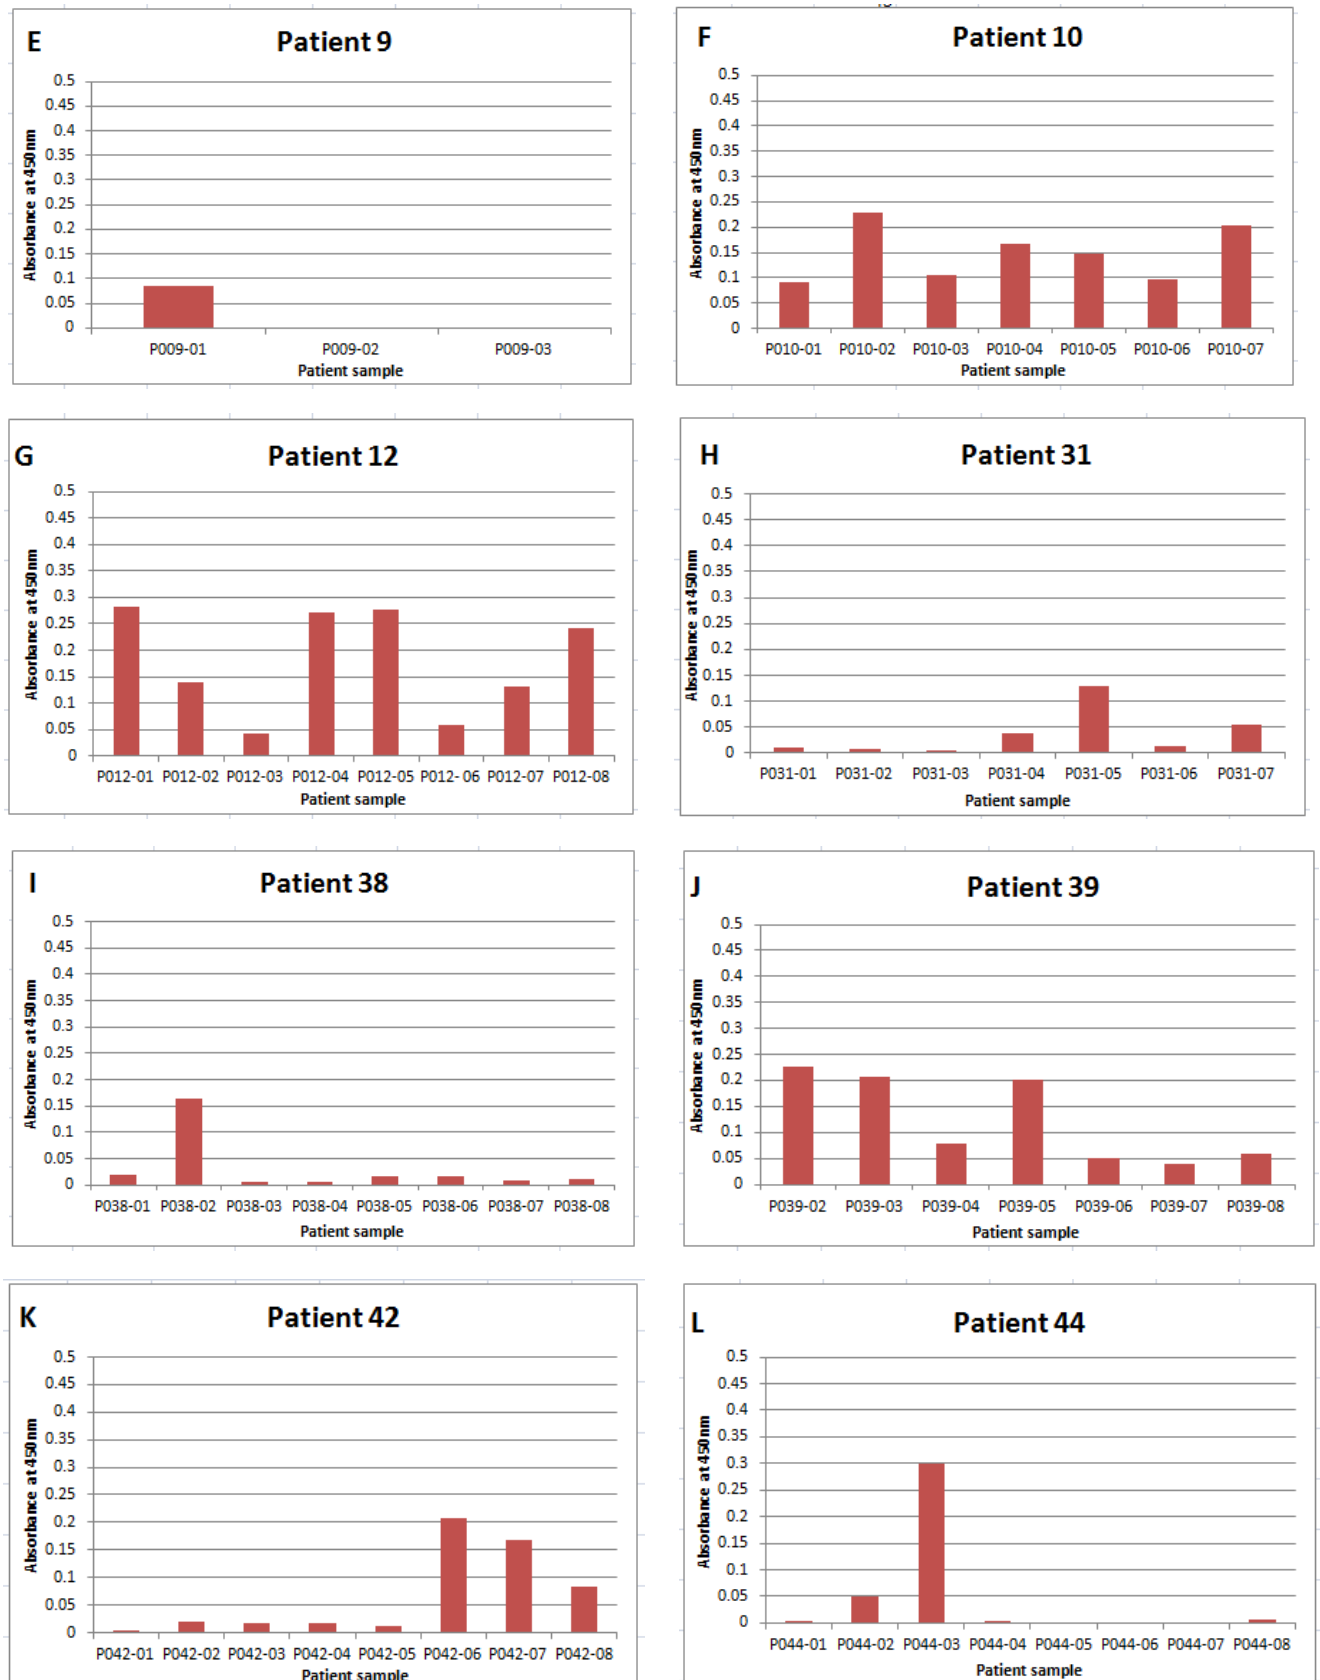 E
Patient 9
0.5
0.45
0.4
0.35
0.3
0.25
0.2
0.15
0.1
0.05
0
Absorbance at 450nm
P009-01 P009-02 P009-03
Patient sample
F
Patient 10
0.5
0.45
0.4
0.35
0.3
0.25
0.2
0.15
0.1
0.05
0
Absorbance at 450nm
P010-01 P010-02 P010-03 P010-04 P010-05 P010-06 P010-07
Patient sample
G
Patient 12
0.5
0.45
0.4
0.35
0.3
0.25
0.2
0.15
0.1
0.05
0
Absorbance at 450nm
P012-01 P012-02 P012-03 P012-04 P012-05 P012- 06 P012-07 P012-08
Patient sample
H
Patient 31
0.5
0.45
0.4
0.35
0.3
0.25
0.2
0.15
0.1
0.05
0
Absorbance at 450nm
P031-01 P031-02 P031-03 P031-04 P031-05 P031-06 P031-07
Patient sample
I
Patient 38
0.5
0.45
0.4
0.35
0.3
0.25
0.2
0.15
0.1
0.05
0
Absorbance at 450nm
P038-01 P038-02 P038-03 P038-04 P038-05 P038-06 P038-07 P038-08
Patient sample
J
Patient 39
0.5
0.45
0.4
0.35
0.3
0.25
0.2
0.15
0.1
0.05
0
Absorbance at 450nm
P039-02 P039-03 P039-04 P039-05 P039-06 P039-07 P039-08
Patient sample
K
Patient 42
0.5
0.45
0.4
0.35
0.3
0.25
0.2
0.15
0.1
0.05
0
Absorbance at 450nm
P042-01 P042-02 P042-03 P042-04 P042-05 P042-06 P042-07 P042-08
Patient sample
L
Patient 44
0.5
0.45
0.4
0.35
0.3
0.25
0.2
0.15
0.1
0.05
0
Absorbance at 450nm
P044-01 P044-02 P044-03 P044-04 P044-05 P044-06 P044-07 P044-08
Patient sample